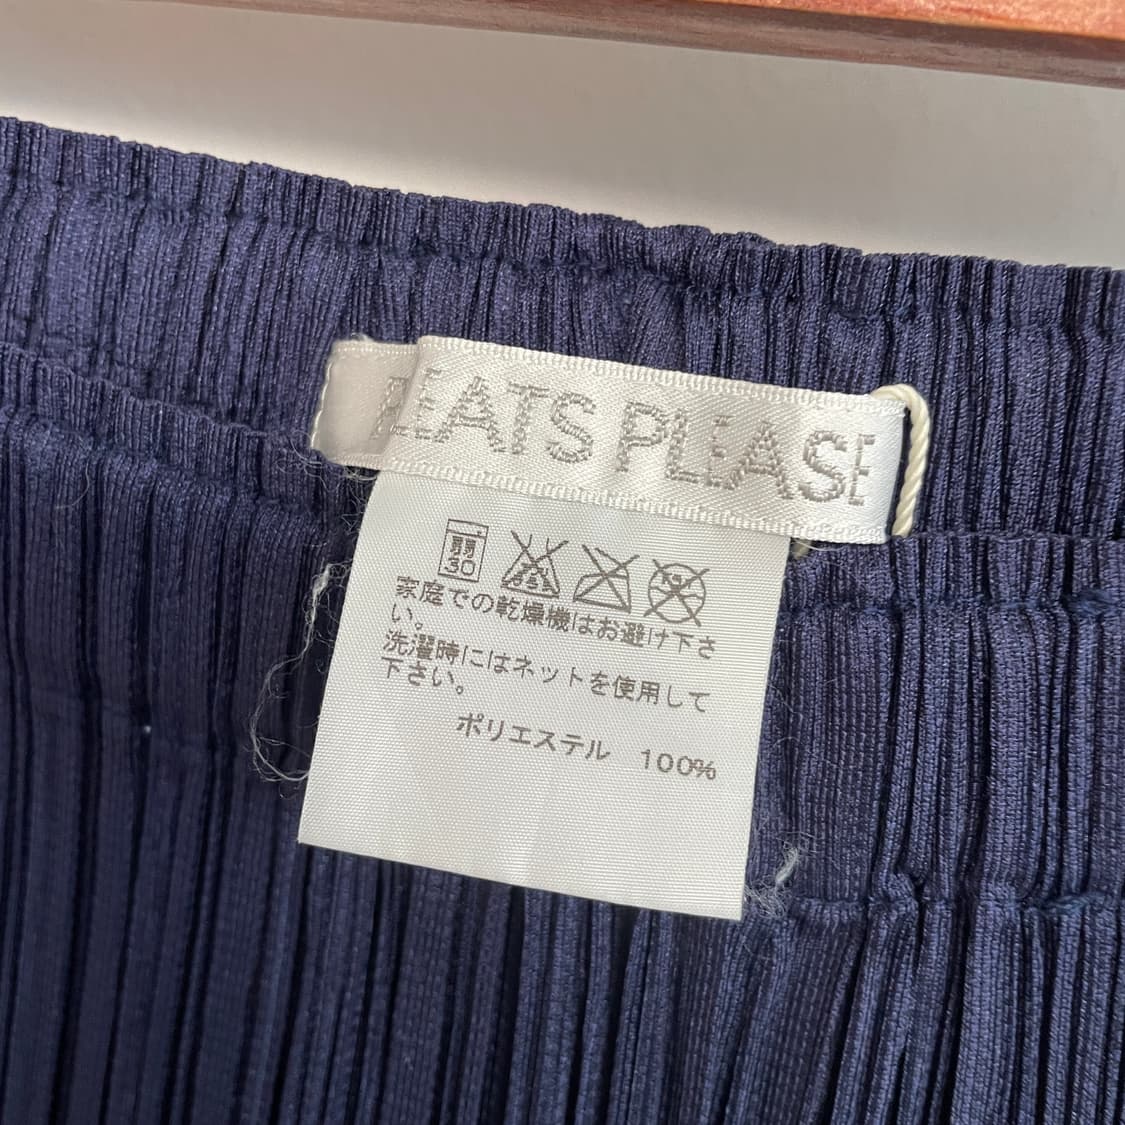 PLEATS PLEASE
弱
30
家庭での乾燥機はお避け下さ
い。
洗濯時にはネットを使用して
下さい。
ポリエステル 100%